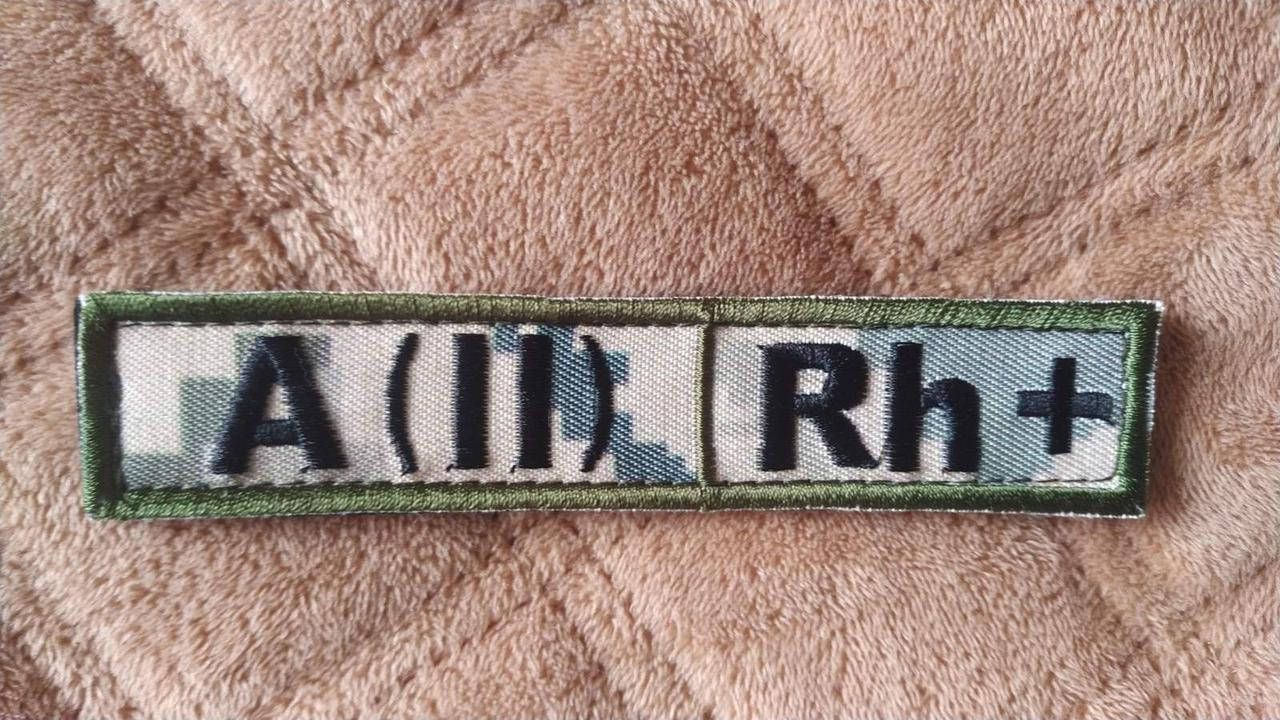 A (II) Rh +